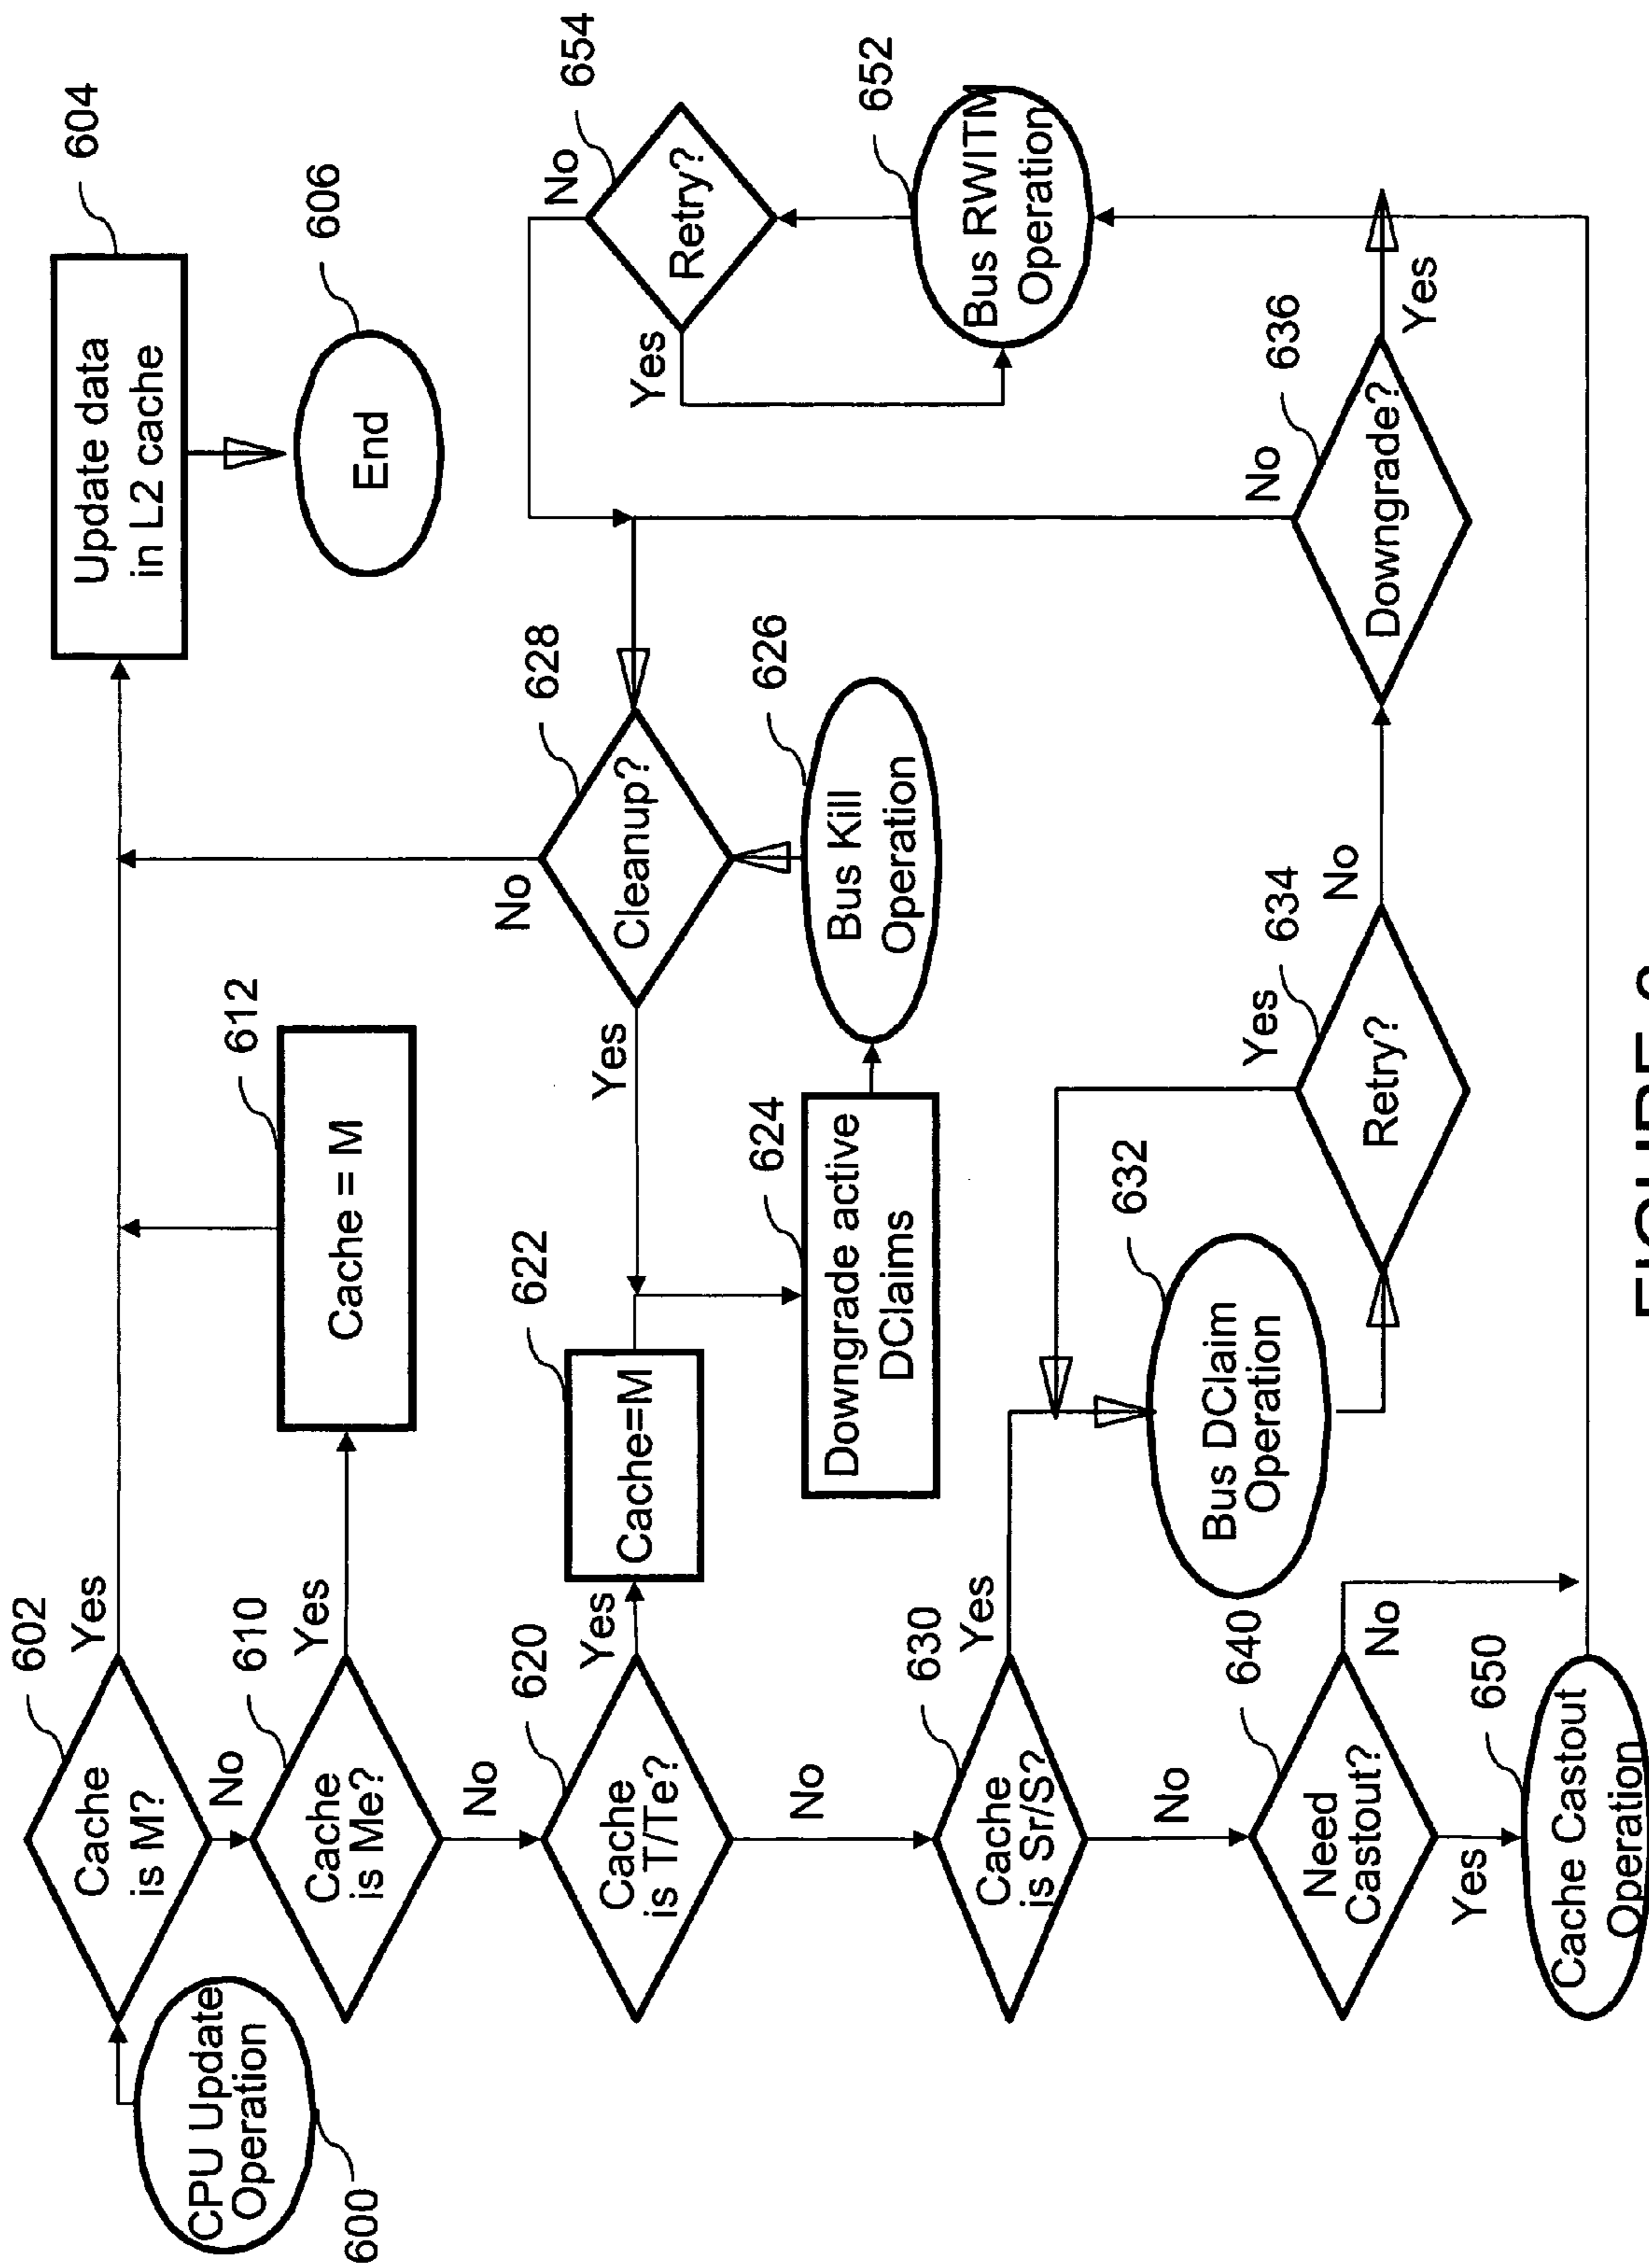 CPU Update
Operation
600
Cache
is M?
602
Yes
No
Update data
in L2 cache
604
End
606
Cache
is Me?
610
Yes
No
Cache = M
612
Cache
is T/Te?
620
Yes
No
Cache=M
622
Downgrade active
DClaims
624
Bus Kill
Operation
626
Cleanup?
628
Yes
No
Cache
is Sr/S?
630
Yes
No
Bus DClaim
Operation
632
Retry?
634
Yes
No
Downgrade?
636
No
Yes
Need
Castout?
640
No
Yes
Cache Castout
Operation
650
Bus RWITM
Operation
652
Retry?
654
Yes
No